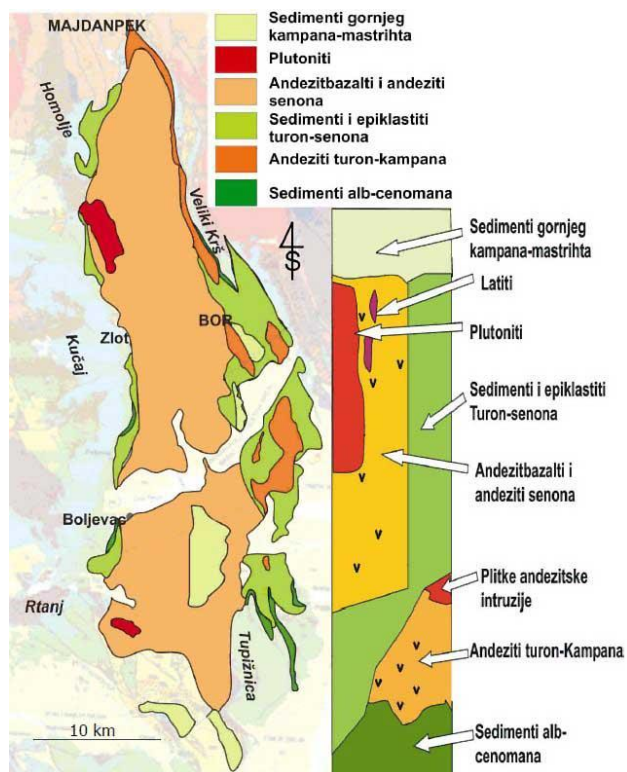 MAJDANPEK
Homolje
Veliki Krš
BOR
Zlot
Kučaj
Boljevac
Rtanj
Tupižnica
10 km
S
Sedimenti gornjeg
kampana-mastrihta
Plutoniti
Andezitbazalti i andeziti
senona
Sedimenti i epiklastiti
turon-senona
Andeziti turon-kampana
Sedimenti alb-cenomana
Sedimenti gornjeg
kampana-mastrihta
Latiti
Plutoniti
Sedimenti i epiklastiti
Turon-senona
Andezitbazalti i
andeziti senona
Plitke andezitske
intruzije
Andeziti turon-Kampana
Sedimenti alb-
cenomana